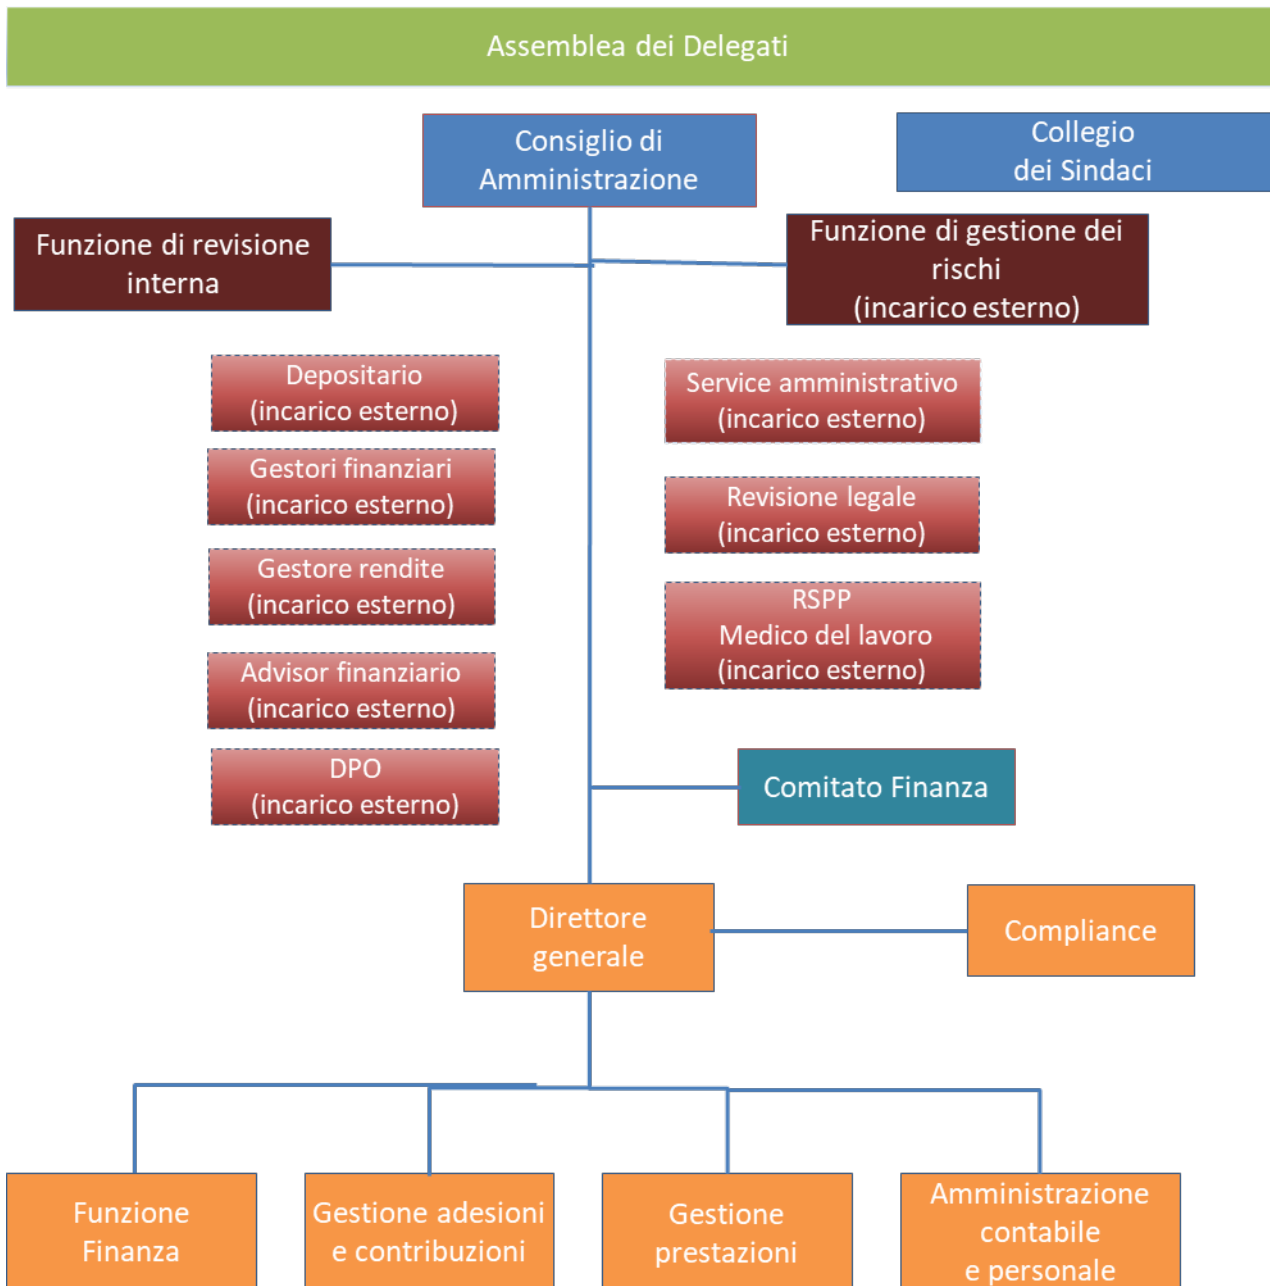 Assemblea dei Delegati
Consiglio di
Amministrazione
Collegio
dei Sindaci
Funzione di revisione
interna
Funzione di gestione dei
rischi
(incarico esterno)
Depositario
(incarico esterno)
Service amministrativo
(incarico esterno)
Gestori finanziari
(incarico esterno)
Revisione legale
(incarico esterno)
Gestore rendite
(incarico esterno)
RSPP
Medico del lavoro
(incarico esterno)
Advisor finanziario
(incarico esterno)
DPO
(incarico esterno)
Comitato Finanza
Direttore
generale
Compliance
Funzione
Finanza
Gestione adesioni
e contribuzioni
Gestione
prestazioni
Amministrazione
contabile
e personale